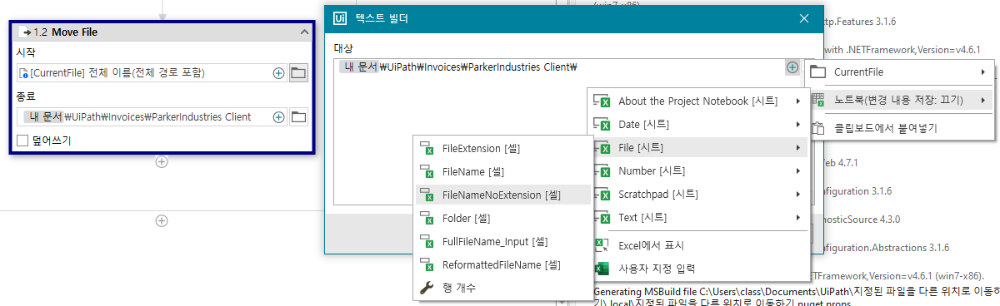 1.2 Move File
시작
[CurrentFile] 전체 이름(전체 경로 포함)
종료
내 문서₩UiPath₩Invoices₩ParkerIndustries Client
덮어쓰기
Ui 텍스트 빌더
대상
내 문서₩UiPath₩Invoices₩ParkerIndustries Client₩
CurrentFile
노트북(변경 내용 저장: 끄기)
클립보드에서 붙여넣기
About the Project Notebook [시트]
Date [시트]
File [시트]
Number [시트]
Scratchpad [시트]
Text [시트]
Excel에서 표시
사용자 지정 입력
FileExtension [셀]
FileName [셀]
FileNameNoExtension [셀]
Folder [셀]
FullFileName_Input [셀]
ReformattedFileName [셀]
행 개수
(win7-x86)
.Features 3.1.6
with .NETFramework,Version=v4.6.1
4.7.1
figuration 3.1.6
nosticSource 4.3.0
figuration.Abstractions 3.1.6
ETFramework,Version=v4.6.1 (win7-x86).
Generating MSBuild file C:\Users\class\Documents\UiPath\지정된 파일을 다른 위치로 이동하
기\.local\지정된 파일을 다른 위치로 이동하기.nuget.props.